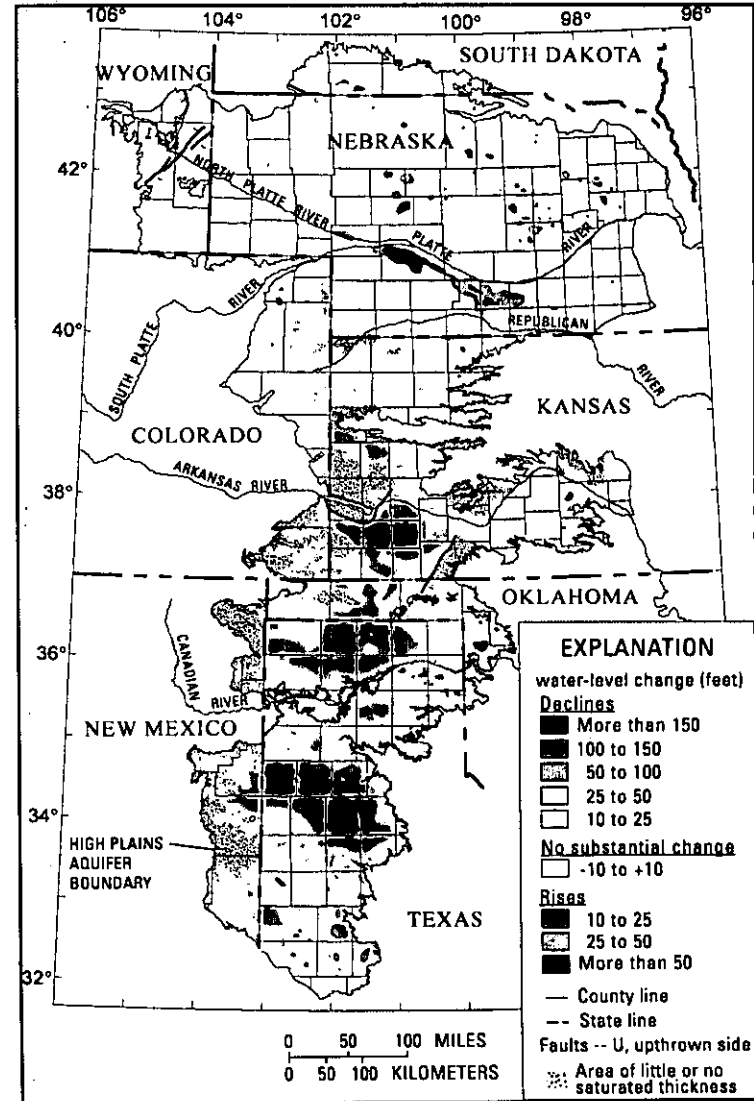 106° 104° 102° 100° 98° 96°
SOUTH DAKOTA
WYOMING
NEBRASKA
42°
NORTH PLATTE RIVER
PLATTE RIVER
SOUTH PLATTE RIVER
REPUBLICAN RIVER
40°
KANSAS
COLORADO
ARKANSAS RIVER
38°
OKLAHOMA
CANADIAN RIVER
36°
NEW MEXICO
34°
HIGH PLAINS
AQUIFER
BOUNDARY
TEXAS
32°
0 50 100 MILES
0 50 100 KILOMETERS
EXPLANATION
water-level change (feet)
Declines
More than 150
100 to 150
50 to 100
25 to 50
10 to 25
No substantial change
-10 to +10
Rises
10 to 25
25 to 50
More than 50
County line
State line
Faults -- U, upthrown side
Area of little or no
saturated thickness